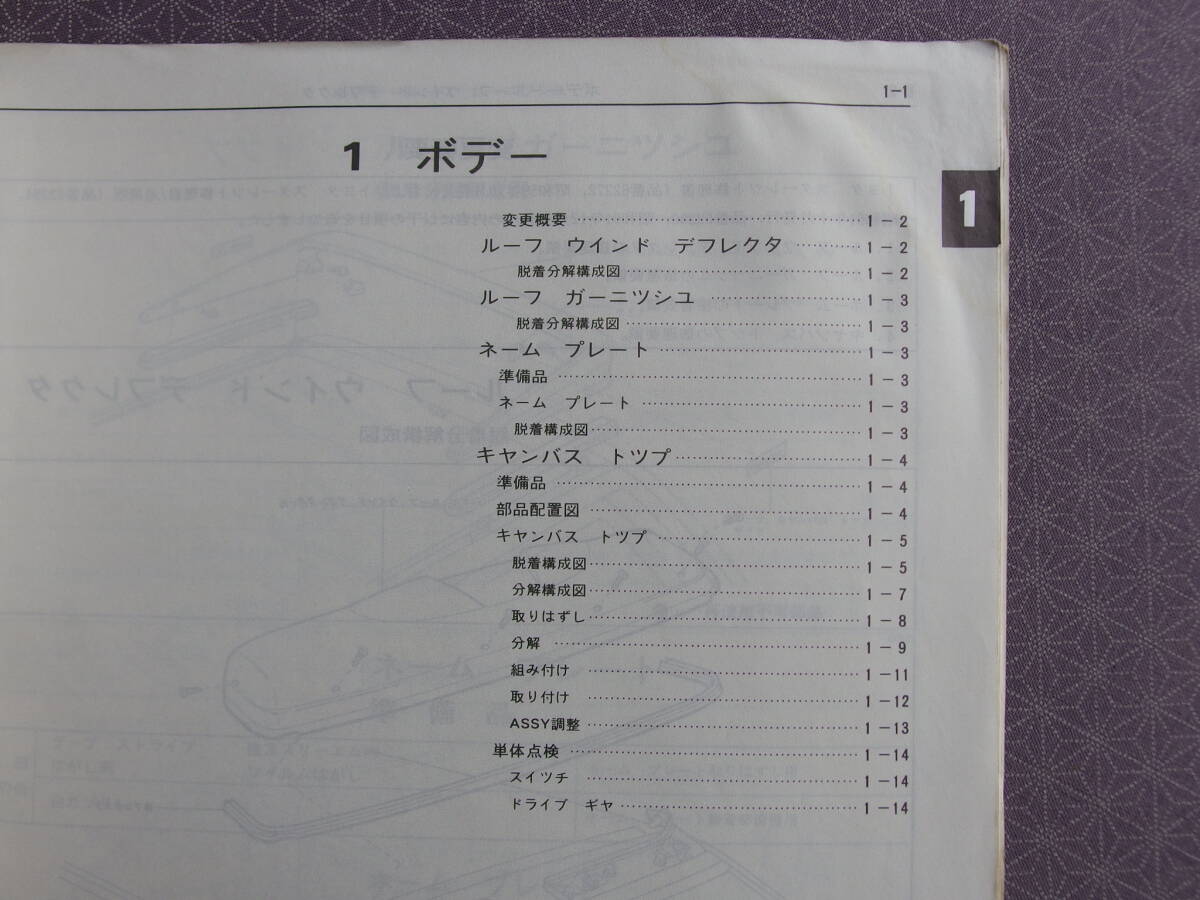 1-1
1 ボデー
1
変更概要 ……………………………… 1-2
ルーフ ウインド デフレクタ ……… 1-2
脱着分解構成図 ……………………… 1-2
ルーフ ガーニツシユ ……………… 1-3
脱着分解構成図 ……………………… 1-3
ネーム プレート …………………… 1-3
準備品 ………………………………… 1-3
ネーム プレート …………………… 1-3
脱着構成図 …………………………… 1-3
キヤンバス トツプ ………………… 1-4
準備品 ………………………………… 1-4
部品配置図 …………………………… 1-4
キヤンバス トツプ ………………… 1-5
脱着構成図 …………………………… 1-5
分解構成図 …………………………… 1-7
取りはずし …………………………… 1-8
分解 …………………………………… 1-9
組み付け ……………………………… 1-11
取り付け ……………………………… 1-12
ASSY調整 …………………………… 1-13
単体点検 ……………………………… 1-14
スイツチ ……………………………… 1-14
ドライブ ギヤ ……………………… 1-14